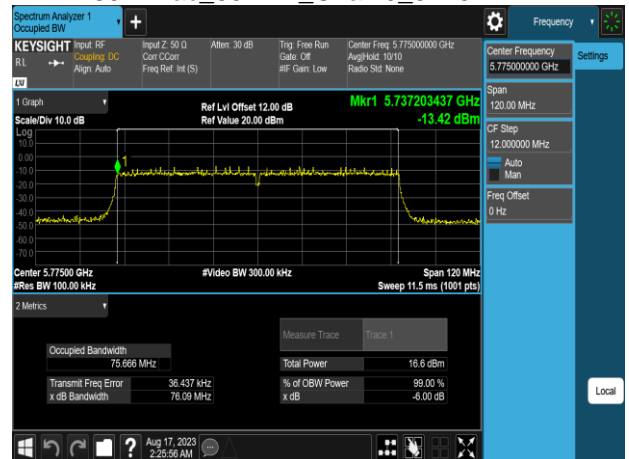 Spectrum Analyzer 1
Occupied BW
Frequency
KEYSIGHT
Input: RF
Input Z: 50 Ω
Atten: 30 dB
Trig: Free Run
Center Freq: 5.775000000 GHz
RL
Coupling: DC
Corr CCorr
Gate: Off
Avg|Hold: 10/10
Align: Auto
Freq Ref: Int (S)
#IF Gain: Low
Radio Std: None
LXI
Center Frequency
5.775000000 GHz
Settings
Span
120.00 MHz
CF Step
12.000000 MHz
Auto
Man
Freq Offset
0 Hz
1 Graph
Ref Lvl Offset 12.00 dB
Mkr1 5.737203437 GHz
Scale/Div 10.0 dB
Ref Value 20.00 dBm
-13.42 dBm
Log
10.0
0.00
-10.0
-20.0
-30.0
-40.0
-50.0
-60.0
-70.0
1
Center 5.77500 GHz
#Video BW 300.00 kHz
Span 120 MHz
#Res BW 100.00 kHz
Sweep 11.5 ms (1001 pts)
2 Metrics
Measure Trace
Trace 1
Occupied Bandwidth
75.666 MHz
Total Power
16.6 dBm
Transmit Freq Error
36.437 kHz
% of OBW Power
99.00 %
x dB Bandwidth
76.09 MHz
x dB
-6.00 dB
Local
Aug 17, 2023
2:25:56 AM